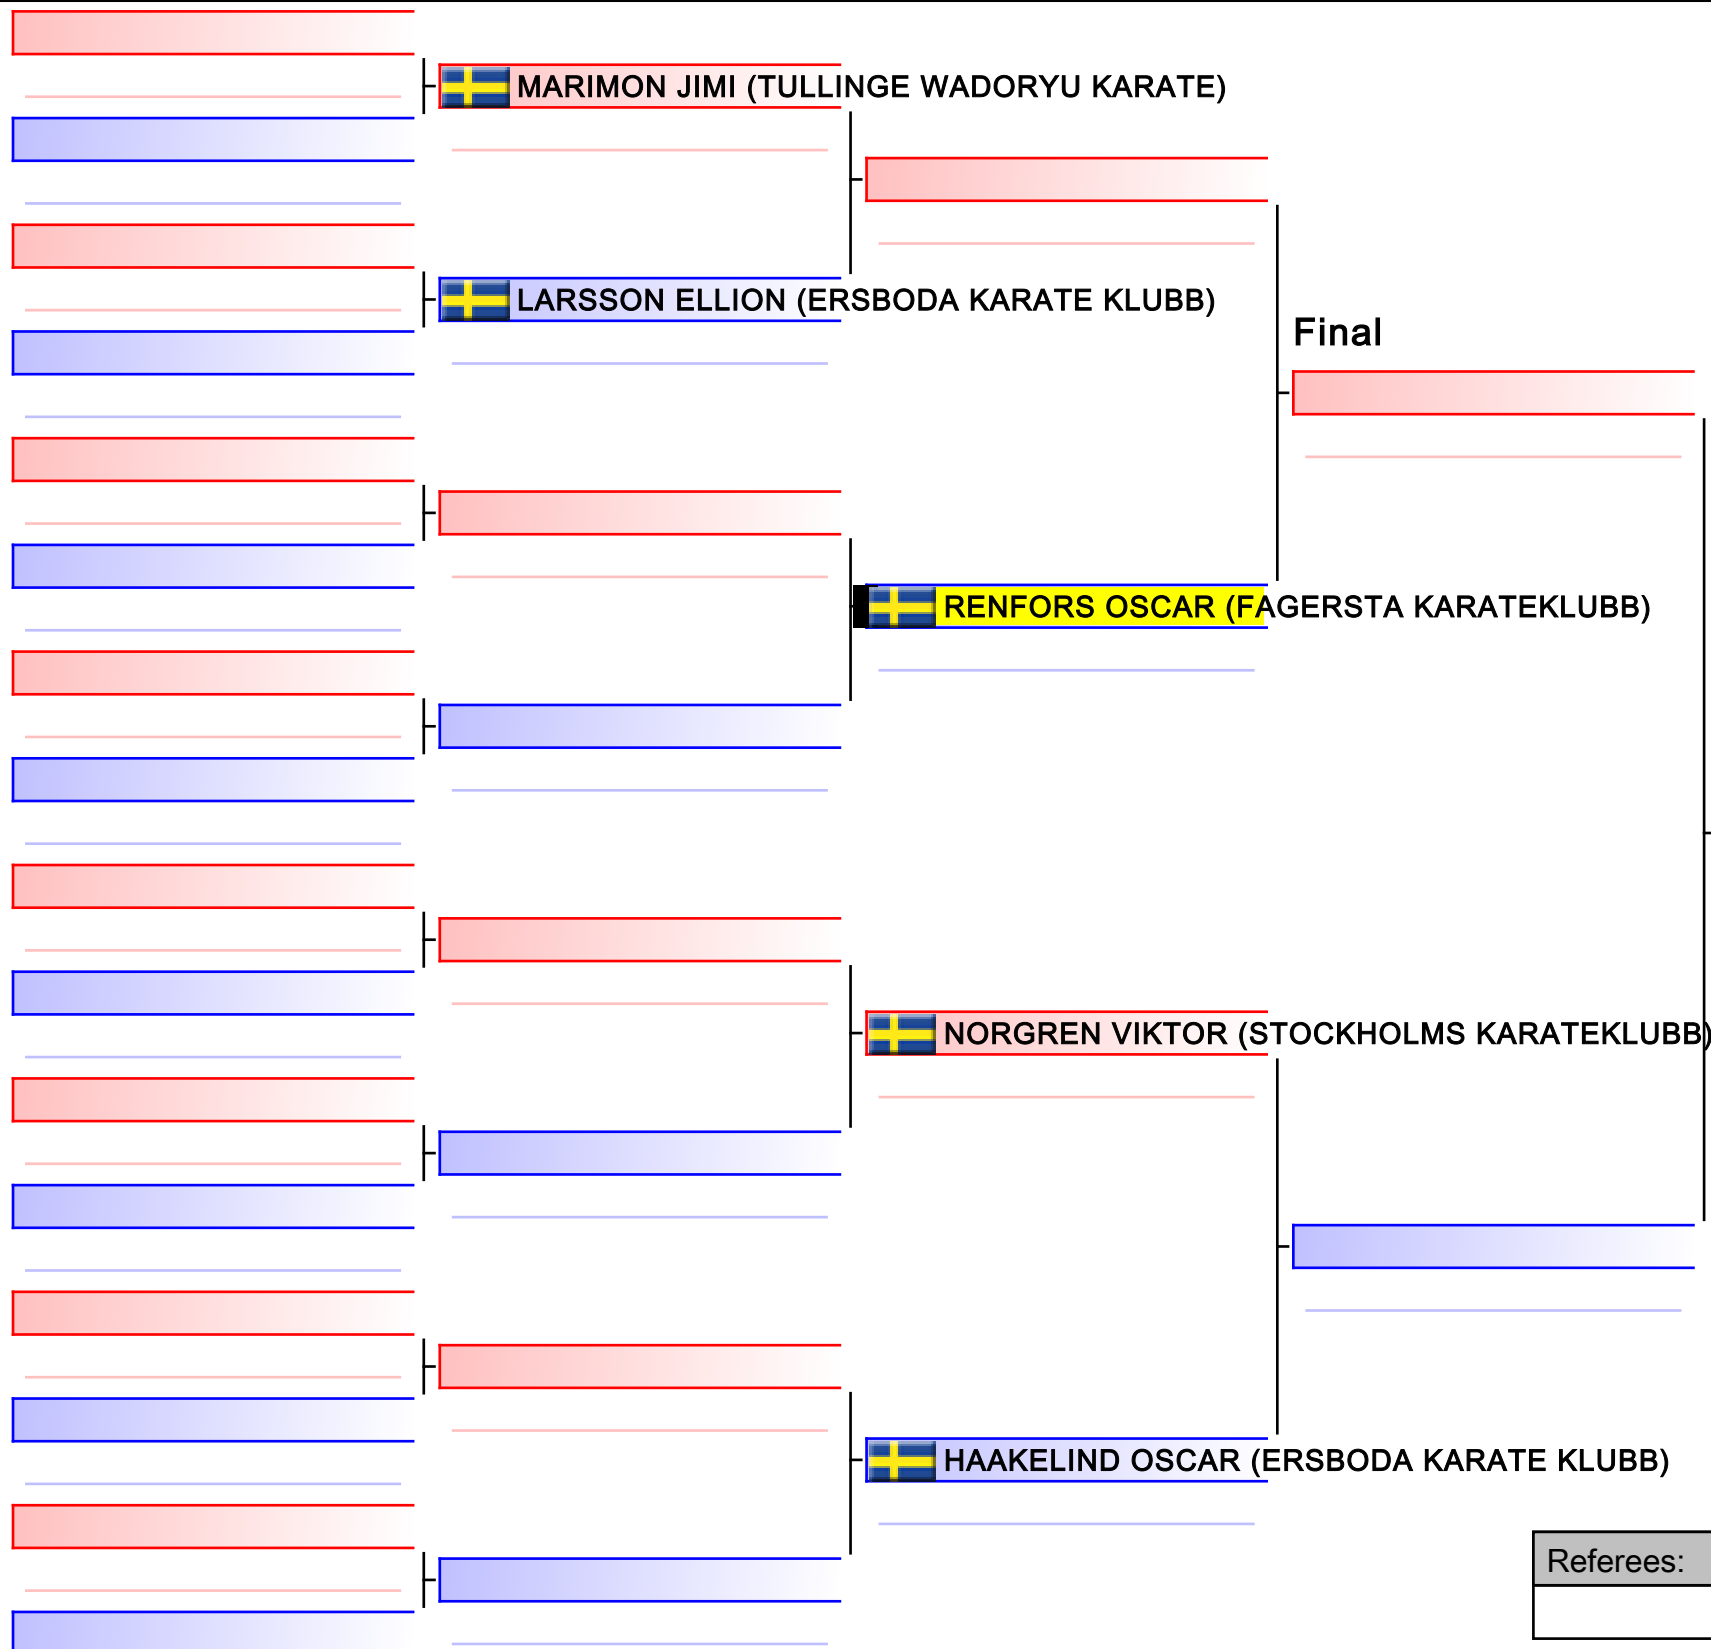 MARIMON JIMI (TULLINGE WADORYU KARATE)
LARSSON ELLION (ERSBODA KARATE KLUBB)
Final
RENFORS OSCAR (FAGERSTA KARATEKLUBB)
NORGREN VIKTOR (STOCKHOLMS KARATEKLUBB)
HAAKELIND OSCAR (ERSBODA KARATE KLUBB)
Referees: